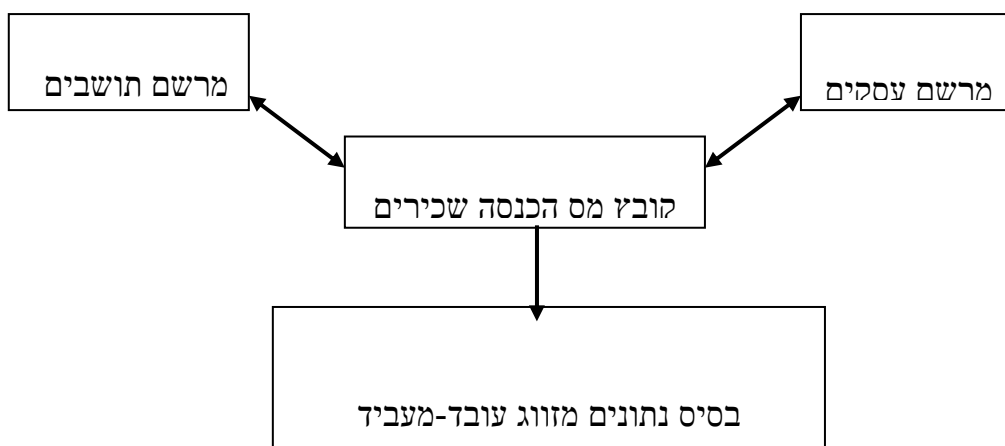 מרשם עסקים
מרשם תושבים
קובץ מס הכנסה שכירים
בסיס נתונים מזווג עובד-מעביד